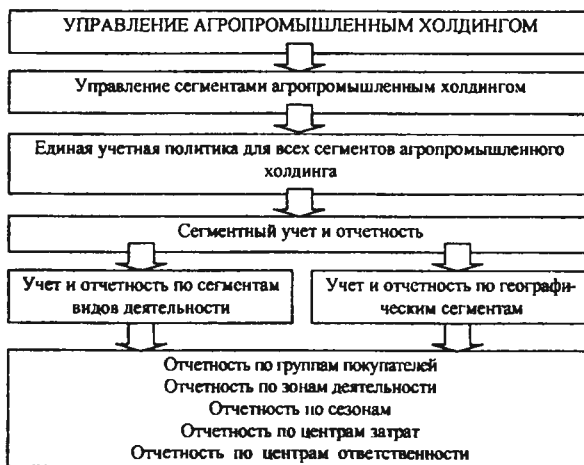 УПРАВЛЕНИЕ АГРОПРОМЫШЛЕННЫМ ХОЛДИНГОМ
Управление сегментами агропромышленным холдингом
Единая учетная политика для всех сегментов агропромышленного
холдинга
Сегментный учет и отчетность
Учет и отчетность по сегментам
видов деятельности
Учет и отчетность по географи-
ческим сегментам
Отчетность по группам покупателей
Отчетность по зонам деятельности
Отчетность по сезонам
Отчетность по центрам затрат
Отчетность по центрам ответственности